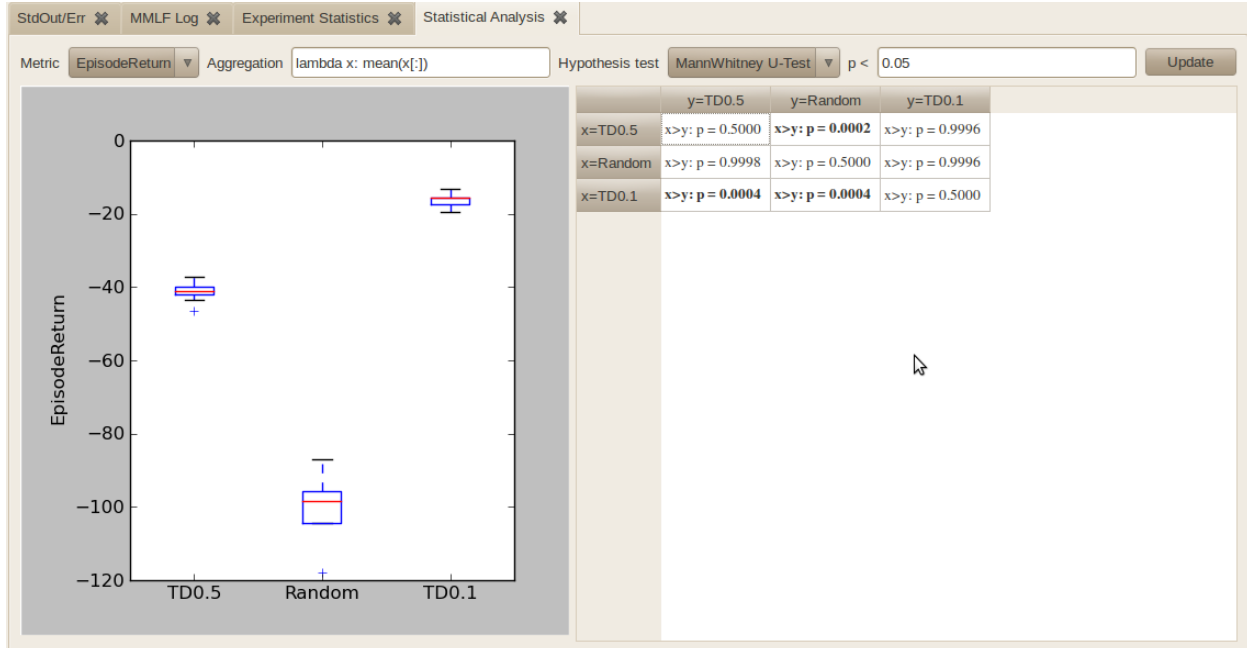 StdOut/Err MMLF Log Experiment Statistics Statistical Analysis
Metric EpisodeReturn Aggregation lambda x: mean(x[:]) Hypothesis test MannWhitney U-Test p < 0.05 Update
y=TD0.5 y=Random y=TD0.1
x=TD0.5 x>y: p = 0.5000 x>y: p = 0.0002 x>y: p = 0.9996
x=Random x>y: p = 0.9998 x>y: p = 0.5000 x>y: p = 0.9996
x=TD0.1 x>y: p = 0.0004 x>y: p = 0.0004 x>y: p = 0.5000
EpisodeReturn
0
−20
−40
−60
−80
−100
−120
TD0.5 Random TD0.1